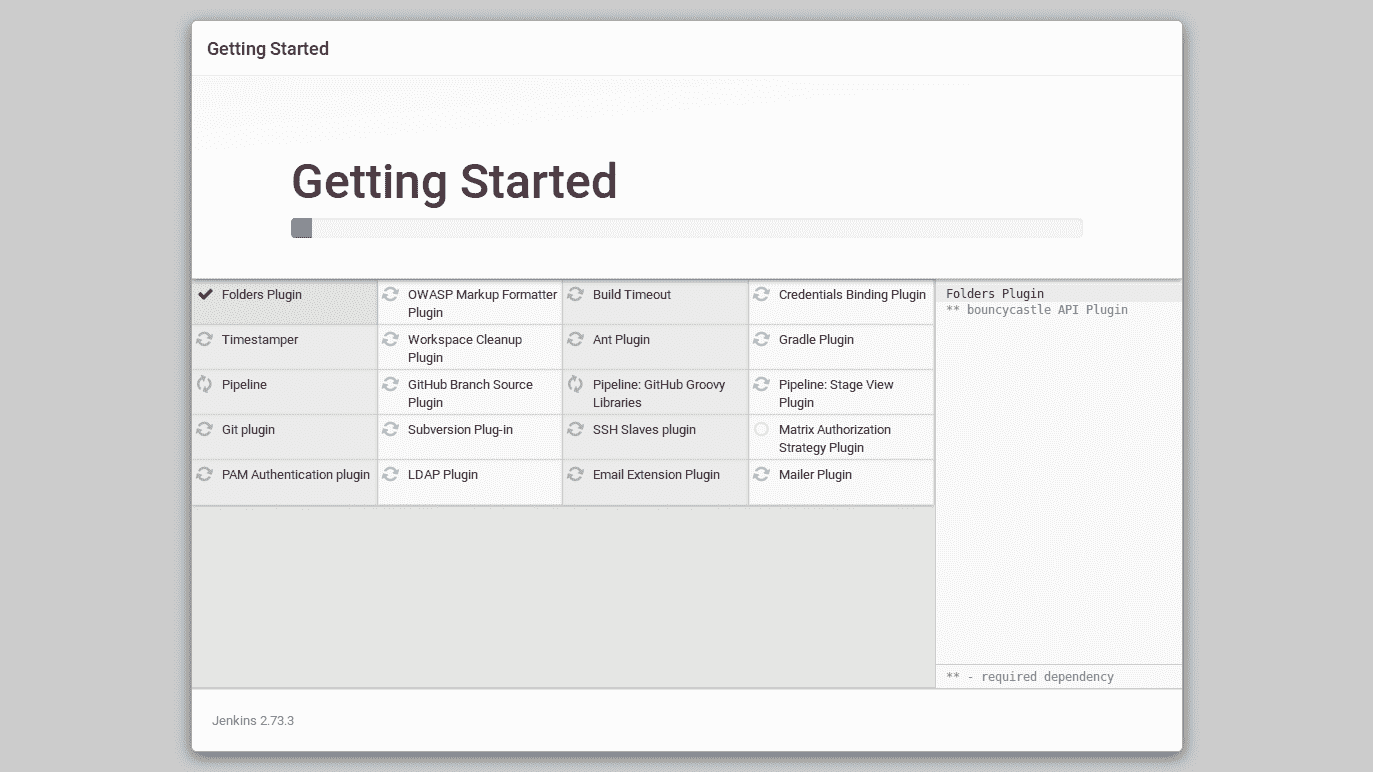 Getting Started
Getting Started
Folders Plugin
OWASP Markup Formatter
Plugin
Build Timeout
Credentials Binding Plugin
Timestamper
Workspace Cleanup
Plugin
Ant Plugin
Gradle Plugin
Pipeline
GitHub Branch Source
Plugin
Pipeline: GitHub Groovy
Libraries
Pipeline: Stage View
Plugin
Git plugin
Subversion Plug-in
SSH Slaves plugin
Matrix Authorization
Strategy Plugin
PAM Authentication plugin
LDAP Plugin
Email Extension Plugin
Mailer Plugin
Folders Plugin
** bouncycastle API Plugin
** - required dependency
Jenkins 2.73.3